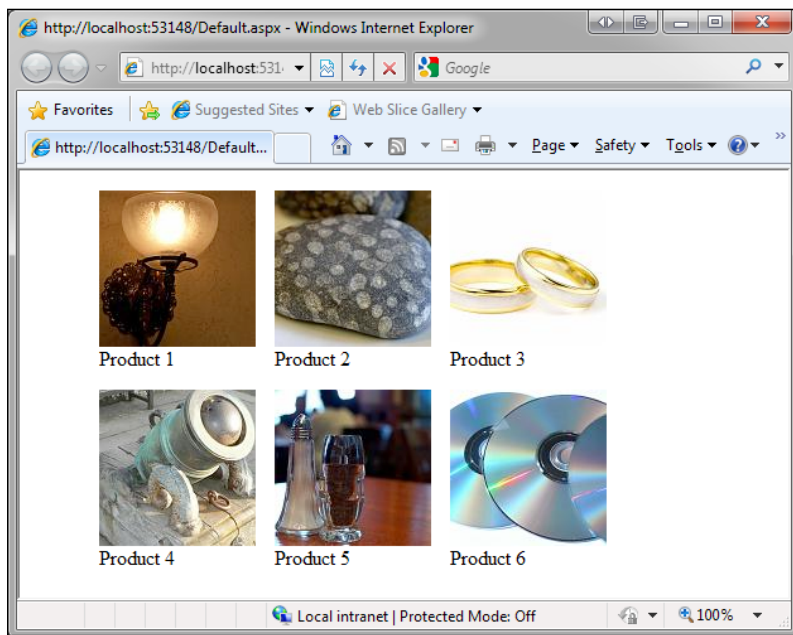 http://localhost:53148/Default.aspx - Windows Internet Explorer
http://localhost:531
Google
Favorites
Suggested Sites
Web Slice Gallery
http://localhost:53148/Default...
Page
Safety
Tools
Product 1
Product 2
Product 3
Product 4
Product 5
Product 6
Local intranet | Protected Mode: Off
100%